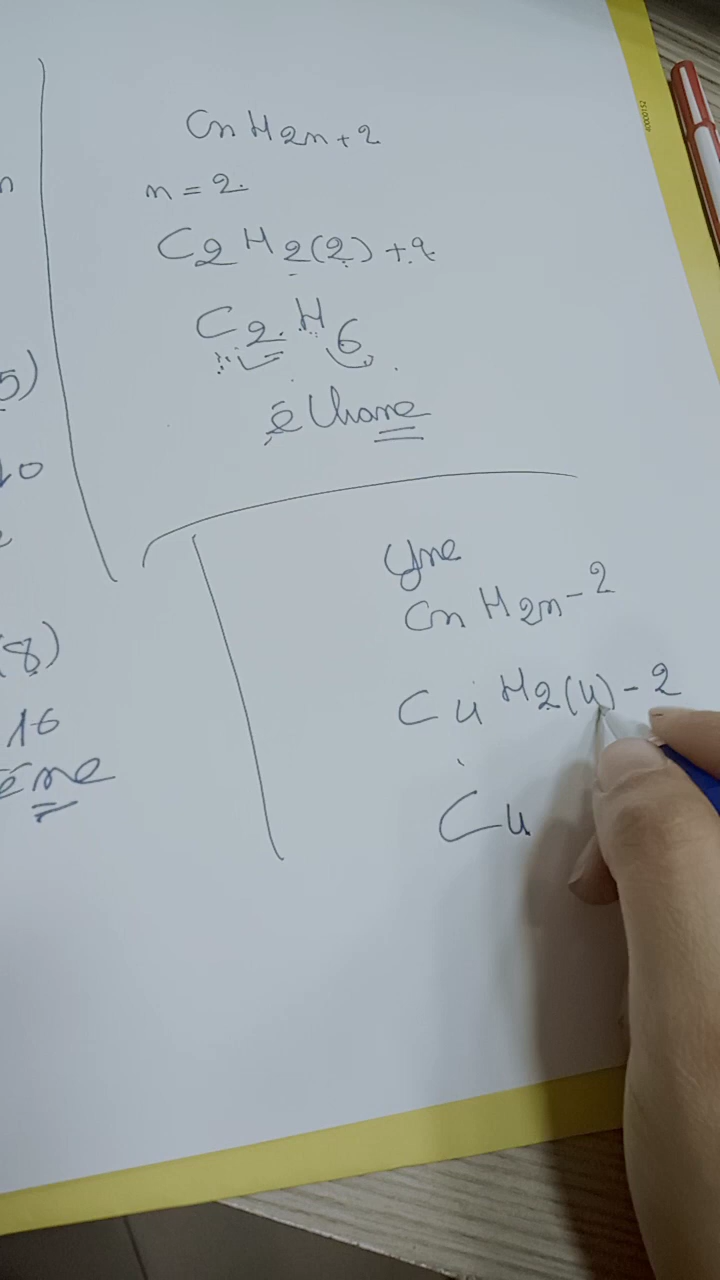 n
5)
10
e
(8)
16
ène
CnH2n+2
n = 2.
C2H2(2)+2
C2H6
éthane
yne
CnH2n-2
C4H2(4)-2
C4